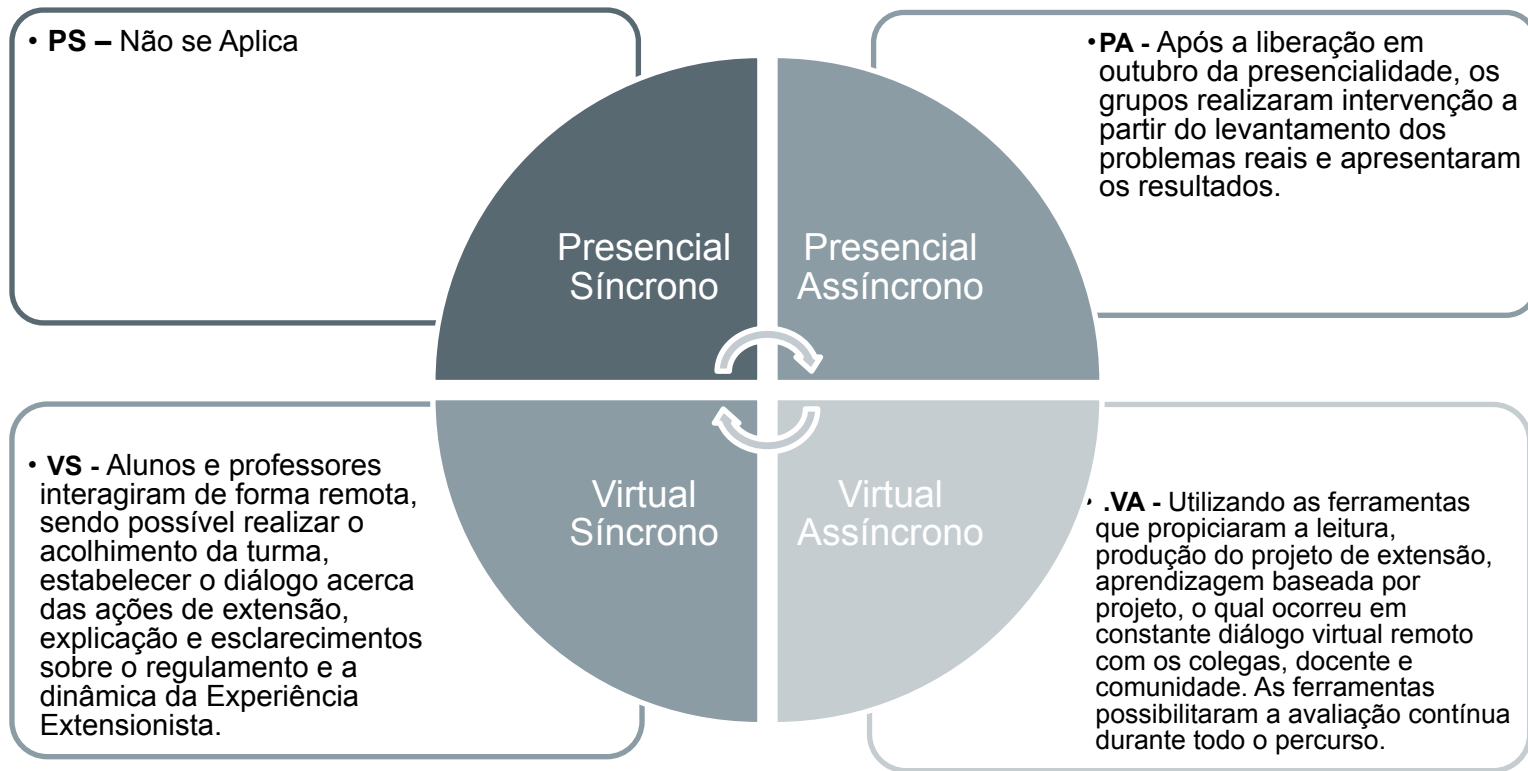 • PS – Não se Aplica
•PA - Após a liberação em
outubro da presencialidade, os
grupos realizaram intervenção a
partir do levantamento dos
problemas reais e apresentaram
os resultados.
Presencial
Síncrono
Presencial
Assíncrono
• VS - Alunos e professores
interagiram de forma remota,
sendo possível realizar o
acolhimento da turma,
estabelecer o diálogo acerca
das ações de extensão,
explicação e esclarecimentos
sobre o regulamento e a
dinâmica da Experiência
Extensionista.
Virtual
Síncrono
Virtual
Assíncrono
• .VA - Utilizando as ferramentas
que propiciaram a leitura,
produção do projeto de extensão,
aprendizagem baseada por
projeto, o qual ocorreu em
constante diálogo virtual remoto
com os colegas, docente e
comunidade. As ferramentas
possibilitaram a avaliação contínua
durante todo o percurso.